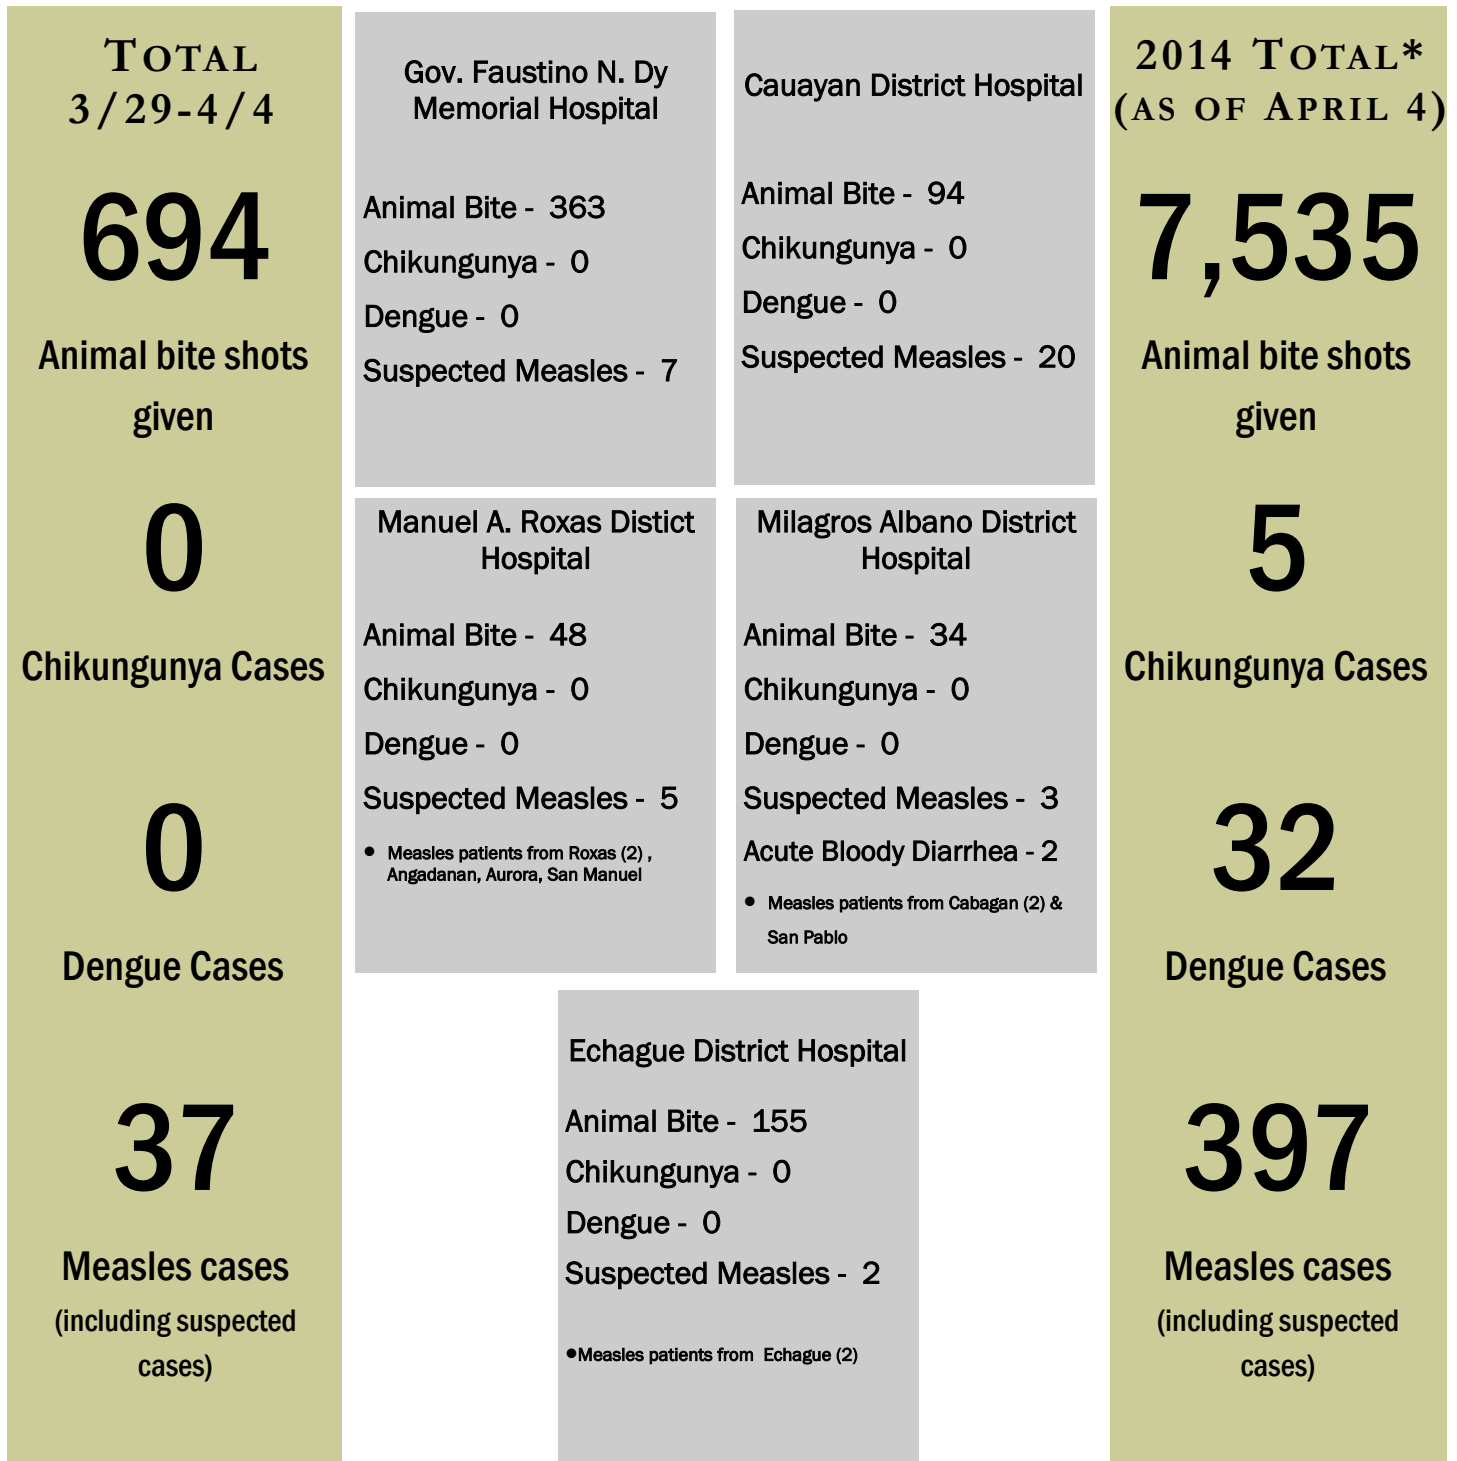 TOTAL
3/29-4/4
694
Animal bite shots
given
0
Chikungunya Cases
0
Dengue Cases
37
Measles cases
(including suspected
cases)
Gov. Faustino N. Dy
Memorial Hospital
Animal Bite - 363
Chikungunya - 0
Dengue - 0
Suspected Measles - 7
Cauayan District Hospital
Animal Bite - 94
Chikungunya - 0
Dengue - 0
Suspected Measles - 20
Manuel A. Roxas Distict
Hospital
Animal Bite - 48
Chikungunya - 0
Dengue - 0
Suspected Measles - 5
• Measles patients from Roxas (2) ,
Angadanan, Aurora, San Manuel
Milagros Albano District
Hospital
Animal Bite - 34
Chikungunya - 0
Dengue - 0
Suspected Measles - 3
Acute Bloody Diarrhea - 2
• Measles patients from Cabagan (2) &
San Pablo
Echague District Hospital
Animal Bite - 155
Chikungunya - 0
Dengue - 0
Suspected Measles - 2
•Measles patients from Echague (2)
2014 TOTAL*
(AS OF APRIL 4)
7,535
Animal bite shots
given
5
Chikungunya Cases
32
Dengue Cases
397
Measles cases
(including suspected
cases)